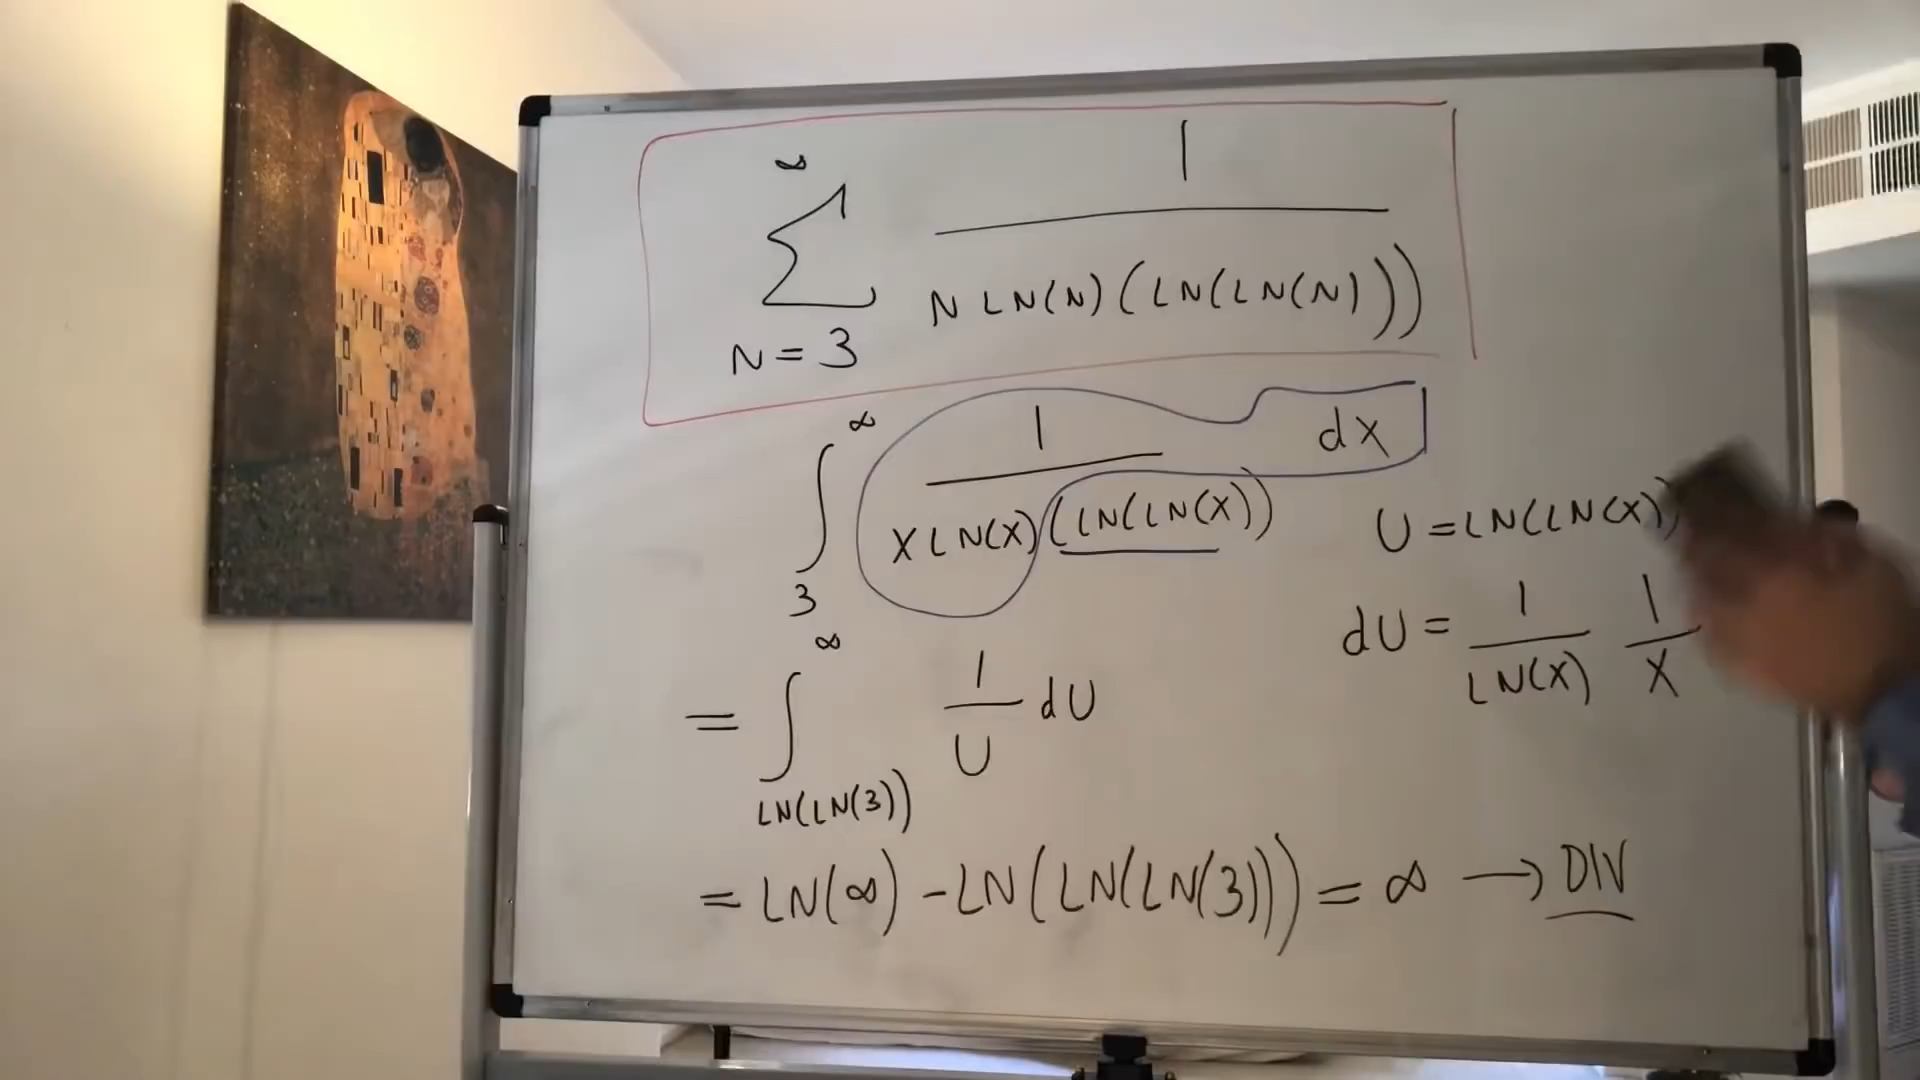 ∞
∑ 1 / (N LN(N) (LN(LN(N))))
N = 3
∞
∫ 1 / (X LN(X) (LN(LN(X)))) dX
3
U = LN(LN(X))
dU = 1/LN(X) 1/X
∞
= ∫ 1/U dU
LN(LN(3))
= LN(∞) - LN(LN(LN(3))) = ∞ → DIV